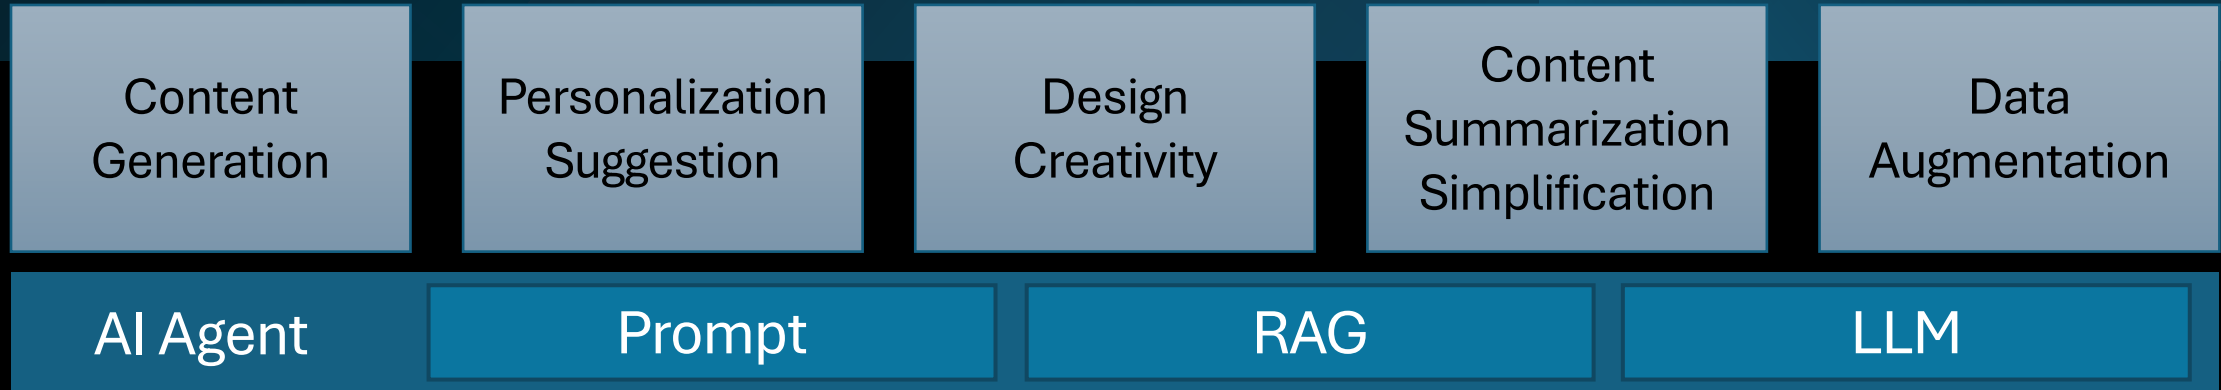 Content
Generation
Personalization
Suggestion
Design
Creativity
Content
Summarization
Simplification
Data
Augmentation
AI Agent
Prompt
RAG
LLM